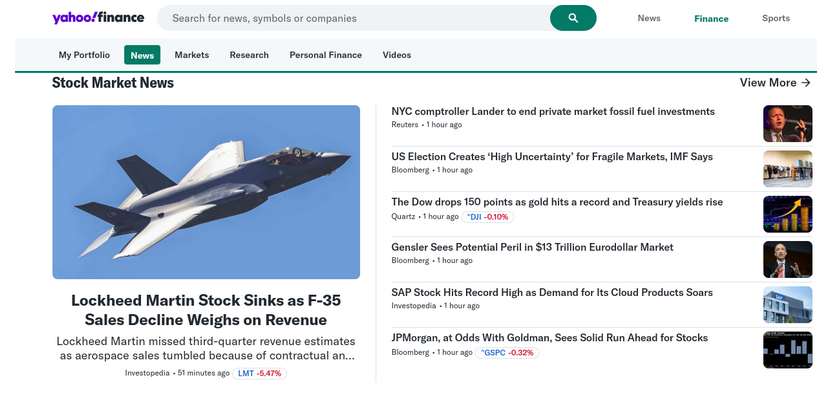 yahoo!finance
Search for news, symbols or companies
News
Finance
Sports
My Portfolio
News
Markets
Research
Personal Finance
Videos
Stock Market News
View More →
Lockheed Martin Stock Sinks as F-35
Sales Decline Weighs on Revenue
Lockheed Martin missed third-quarter revenue estimates
as aerospace sales tumbled because of contractual an...
Investopedia • 51 minutes ago LMT -5.47%
NYC comptroller Lander to end private market fossil fuel investments
Reuters • 1 hour ago
US Election Creates ‘High Uncertainty’ for Fragile Markets, IMF Says
Bloomberg • 1 hour ago
The Dow drops 150 points as gold hits a record and Treasury yields rise
Quartz • 1 hour ago ^DJI -0.10%
Gensler Sees Potential Peril in $13 Trillion Eurodollar Market
Bloomberg • 1 hour ago
SAP Stock Hits Record High as Demand for Its Cloud Products Soars
Investopedia • 1 hour ago
JPMorgan, at Odds With Goldman, Sees Solid Run Ahead for Stocks
Bloomberg • 1 hour ago ^GSPC -0.32%